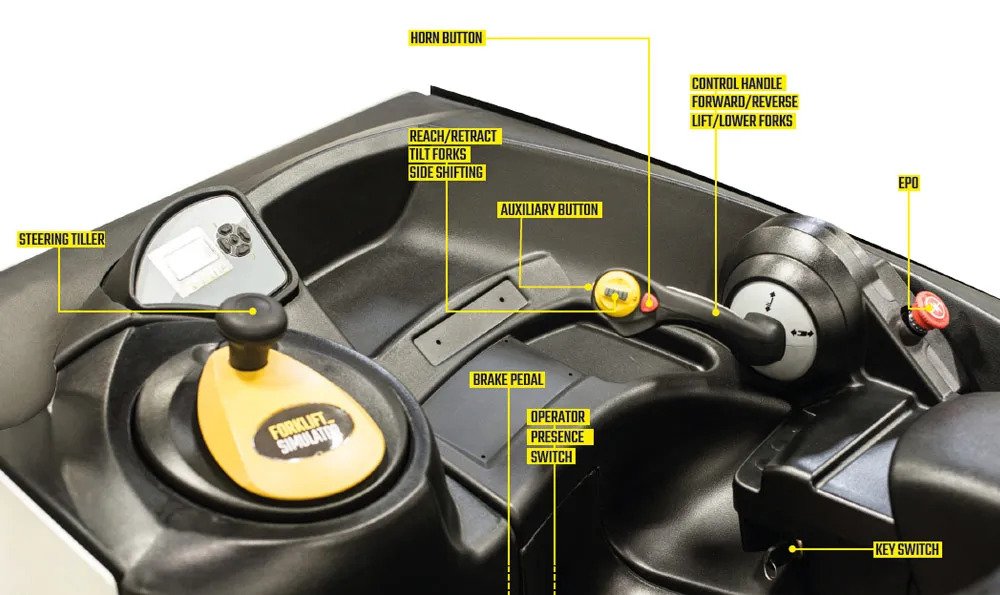 HORN BUTTON
CONTROL HANDLE
FORWARD/REVERSE
LIFT/LOWER FORKS
REACH/RETRACT
TILT FORKS
SIDE SHIFTING
EPO
AUXILIARY BUTTON
STEERING TILLER
BRAKE PEDAL
OPERATOR
PRESENCE
SWITCH
FORKLIFT
SIMULATOR
KEY SWITCH